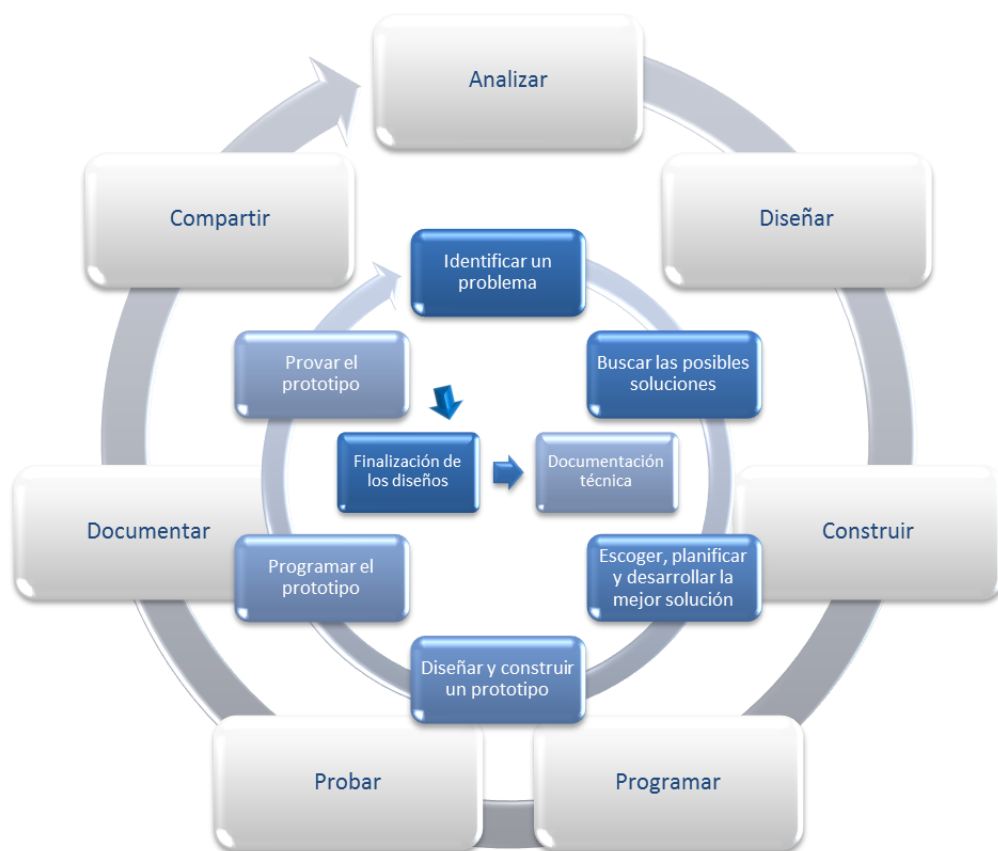 Analizar
Diseñar
Construir
Programar
Probar
Documentar
Compartir
Identificar un
problema
Buscar las posibles
soluciones
Escoger, planificar
y desarrollar la
mejor solución
Diseñar y construir
un prototipo
Programar el
prototipo
Provar el
prototipo
Finalización de
los diseños
Documentación
técnica